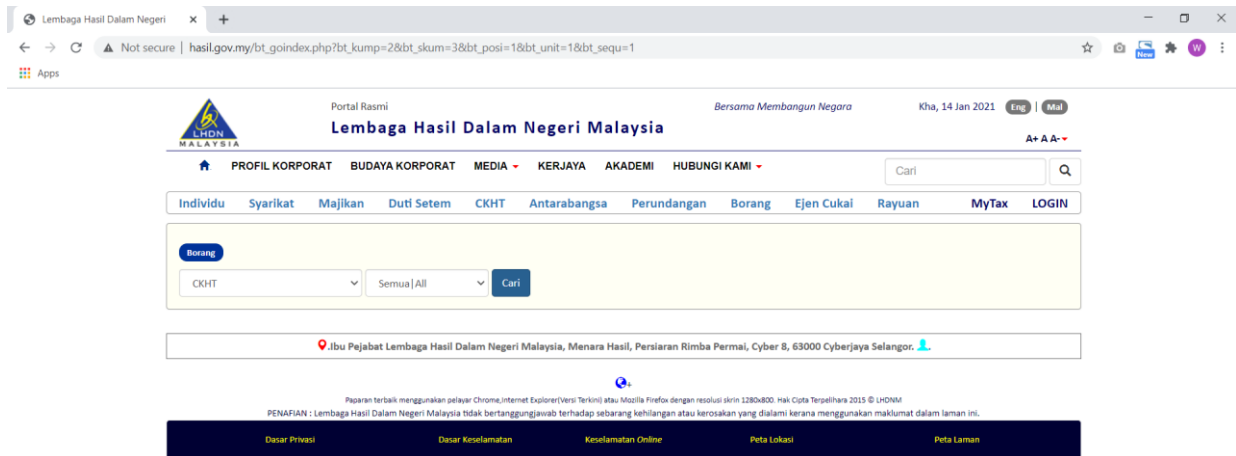 Lembaga Hasil Dalam Negeri
Not secure | hasil.gov.my/bt_goindex.php?bt_kump=2&bt_skum=3&bt_posi=1&bt_unit=1&bt_sequ=1
New
W
Apps
LHDN
MALAYSIA
Portal Rasmi
Lembaga Hasil Dalam Negeri Malaysia
Bersama Membangun Negara
Kha, 14 Jan 2021 Eng | Mal
A+ A A-
PROFIL KORPORAT BUDAYA KORPORAT MEDIA KERJAYA AKADEMI HUBUNGI KAMI Cari
Individu Syarikat Majikan Duti Setem CKHT Antarabangsa Perundangan Borang Ejen Cukai Rayuan MyTax LOGIN
Borang
CKHT Semua|All Cari
.Ibu Pejabat Lembaga Hasil Dalam Negeri Malaysia, Menara Hasil, Persiaran Rimba Permai, Cyber 8, 63000 Cyberjaya Selangor. .
+
Paparan terbaik menggunakan pelayar Chrome,Internet Explorer(Versi Terkini) atau Mozilla Firefox dengan resolusi skrin 1280x800. Hak Cipta Terpelihara 2015 © LHDNM
PENAFIAN : Lembaga Hasil Dalam Negeri Malaysia tidak bertanggungjawab terhadap sebarang kehilangan atau kerosakan yang dialami kerana menggunakan maklumat dalam laman ini.
Dasar Privasi Dasar Keselamatan Keselamatan Online Peta Lokasi Peta Laman